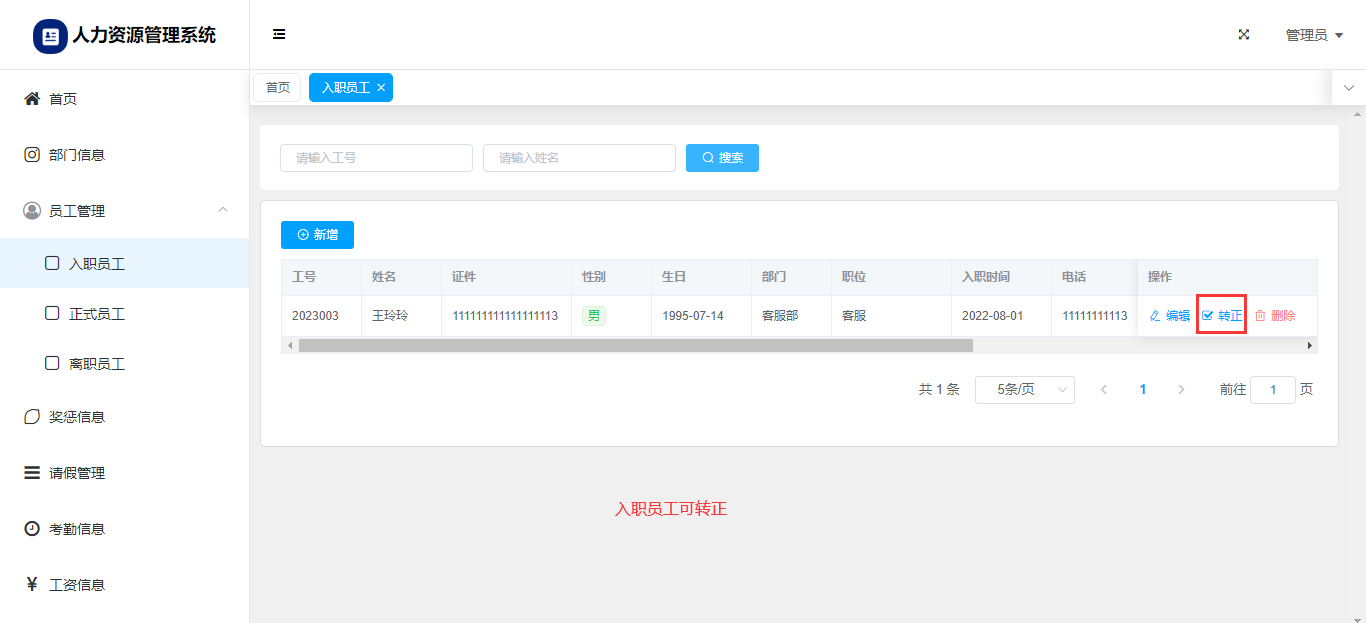 人力资源管理系统
管理员
首页
入职员工
首页
部门信息
员工管理
入职员工
正式员工
离职员工
奖惩信息
请假管理
考勤信息
¥ 工资信息
请输入工号
请输入姓名
搜索
新增
工号 姓名 证件 性别 生日 部门 职位 入职时间 电话 操作
2023003 王玲玲 111111111111111113 男 1995-07-14 客服部 客服 2022-08-01 11111111113 编辑 转正 删除
共 1 条 5条/页 1 前往 1 页
入职员工可转正